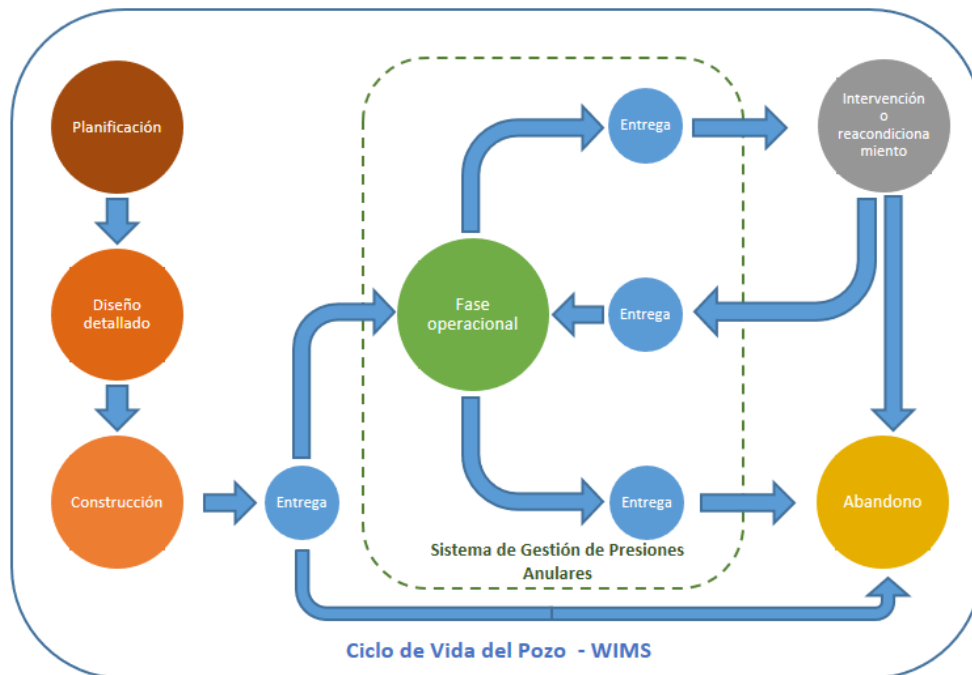 Planificación
Entrega
Intervención
o
reacondiciona
miento
Diseño
detallado
Fase
operacional
Entrega
Construcción
Entrega
Entrega
Abandono
Sistema de Gestión de Presiones
Anulares
Ciclo de Vida del Pozo - WIMS